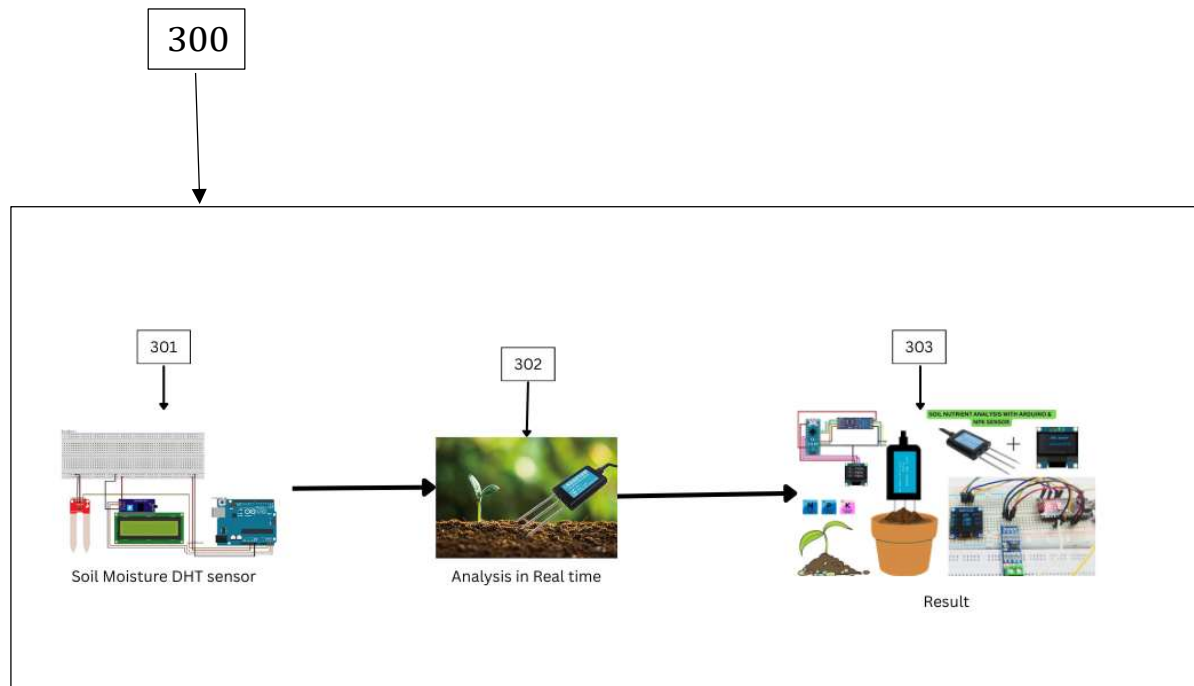 300
301
302
303
SOIL NUTRIENT ANALYSIS WITH ARDUINO &
NPK SENSOR
N P K
Soil Moisture DHT sensor
Analysis in Real time
Result